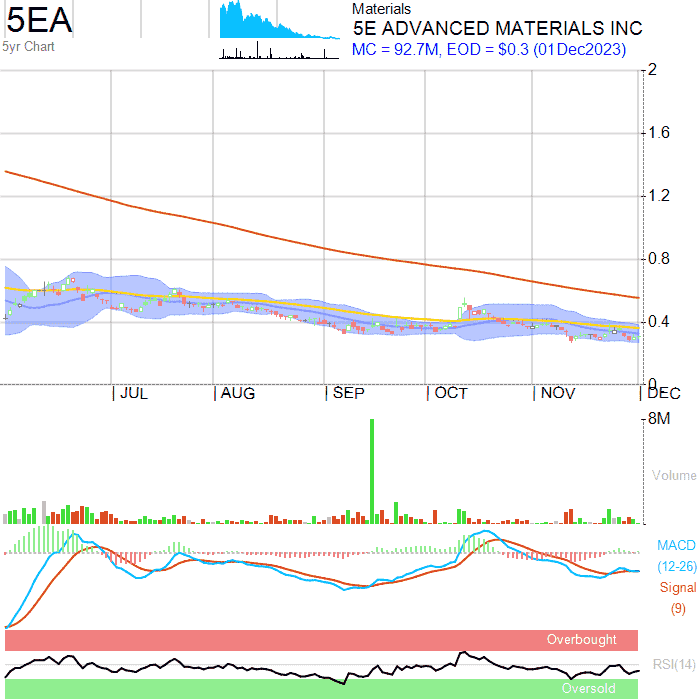 5EA
5yr Chart
Materials
5E ADVANCED MATERIALS INC
MC = 92.7M, EOD = $0.3 (01Dec2023)
2
1.6
1.2
0.8
0.4
0
JUL
AUG
SEP
OCT
NOV
DEC
8M
Volume
MACD
(12-26)
Signal
(9)
Overbought
RSI(14)
Oversold